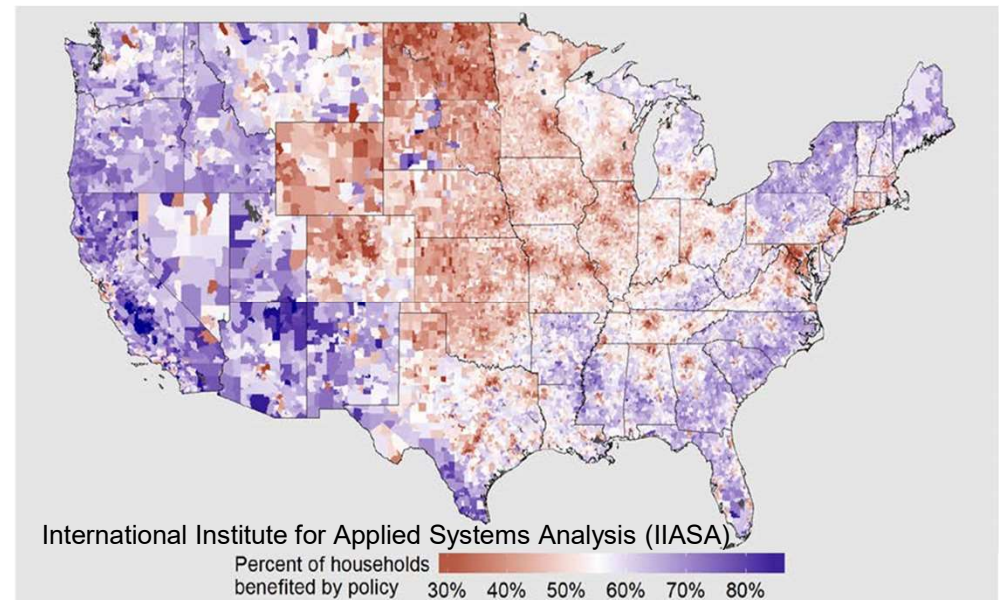 International Institute for Applied Systems Analysis (IIASA)
Percent of households
benefited by policy
30% 40% 50% 60% 70% 80%